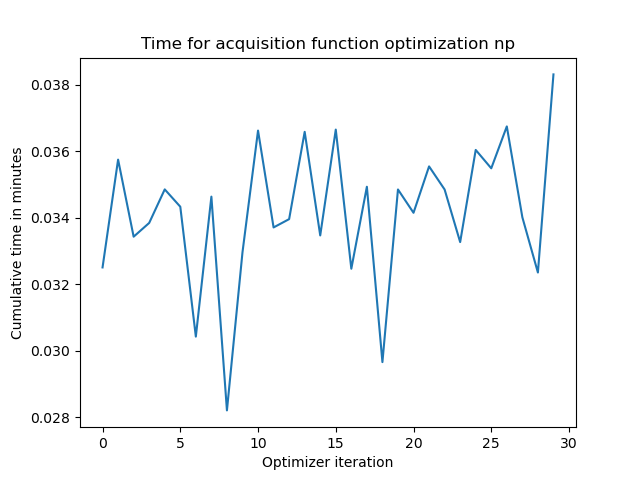 Time for acquisition function optimization np
Cumulative time in minutes
0.038
0.036
0.034
0.032
0.030
0.028
0 5 10 15 20 25 30
Optimizer iteration